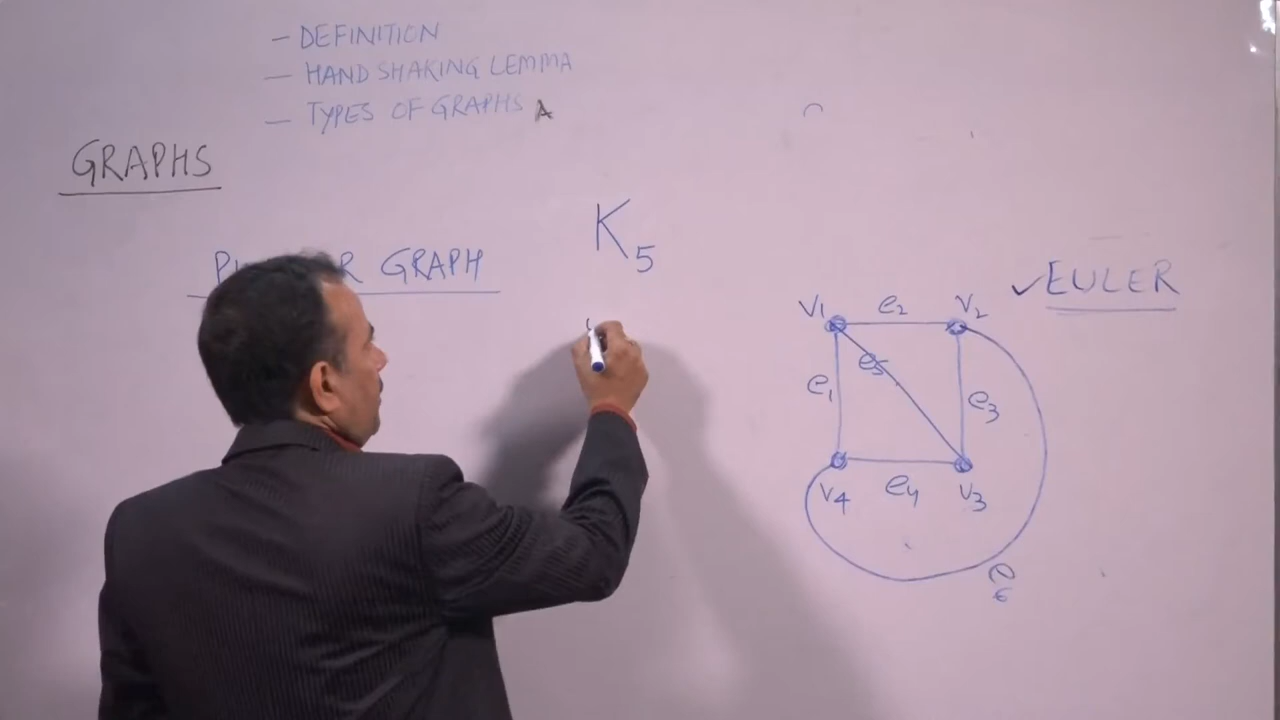 — DEFINITION
— HAND SHAKING LEMMA
— TYPES OF GRAPHS
GRAPHS
GRAPH
K5
✓EULER
V1 e2 V2
e5
e1 e3
V4 e4 V3
e6